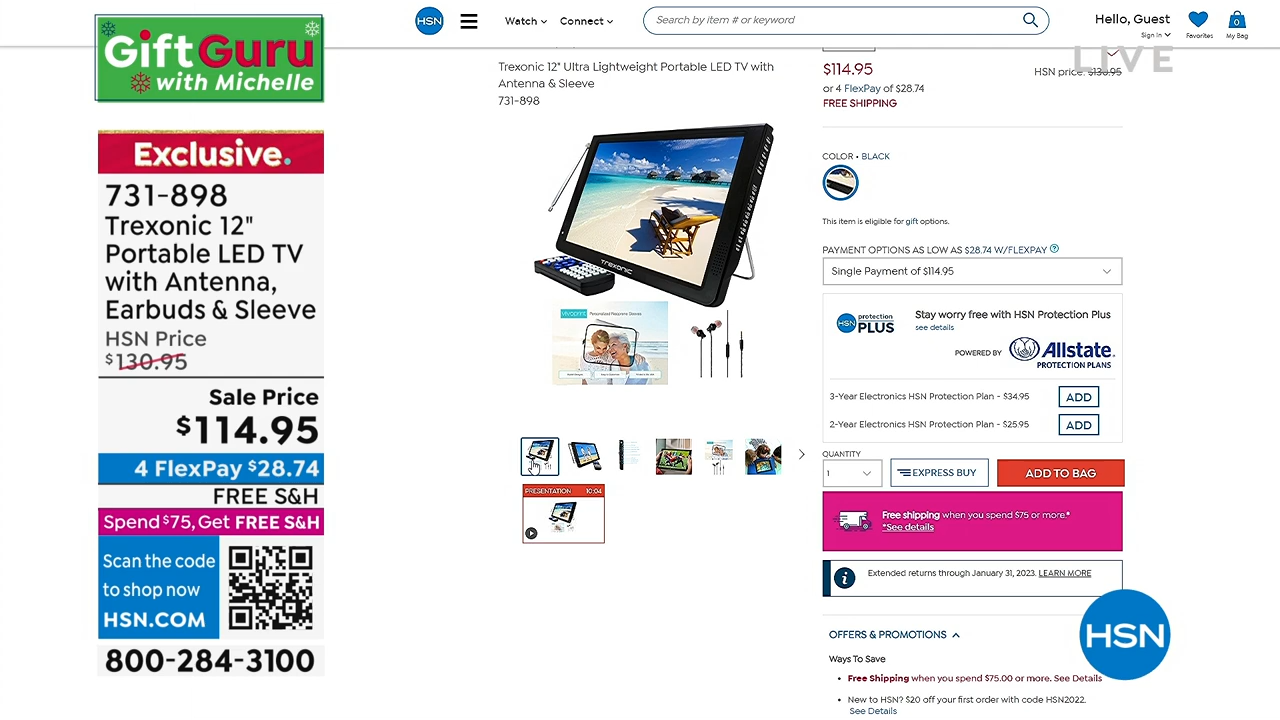 GiftGuru
with Michelle
Exclusive.
731-898
Trexonic 12"
Portable LED TV
with Antenna,
Earbuds & Sleeve
HSN Price
$130.95
Sale Price
$114.95
4 FlexPay $28.74
FREE S&H
Spend $75, Get FREE S&H
Scan the code
to shop now
HSN.COM
800-284-3100
HSN
Watch
Connect
Search by item # or keyword
Hello, Guest
Sign In
Favorites
0
My Bag
LIVE
Trexonic 12" Ultra Lightweight Portable LED TV with
Antenna & Sleeve
731-898
TREXONIC
vivoprint Personalized Neoprene Sleeves
PRESENTATION 10:04
$114.95
HSN price: $130.95
or 4 FlexPay of $28.74
FREE SHIPPING
COLOR • BLACK
This item is eligible for gift options.
PAYMENT OPTIONS AS LOW AS $28.74 W/FLEXPAY ?
Single Payment of $114.95
HSN protection PLUS
Stay worry free with HSN Protection Plus
see details
POWERED BY Allstate.
PROTECTION PLANS
3-Year Electronics HSN Protection Plan - $34.95 ADD
2-Year Electronics HSN Protection Plan - $25.95 ADD
QUANTITY
1
EXPRESS BUY
ADD TO BAG
Free shipping when you spend $75 or more.*
*See details
i Extended returns through January 31, 2023. LEARN MORE
OFFERS & PROMOTIONS
Ways To Save
• Free Shipping when you spend $75.00 or more. See Details
• New to HSN? $20 off your first order with code HSN2022.
See Details
HSN